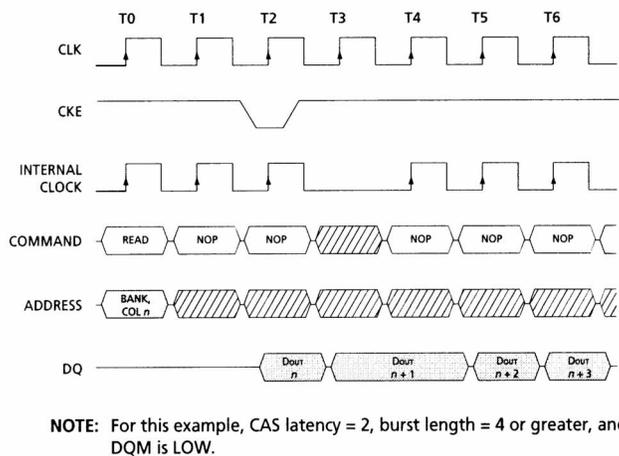 T0 T1 T2 T3 T4 T5 T6
CLK
CKE
INTERNAL
CLOCK
COMMAND READ NOP NOP NOP NOP NOP
ADDRESS BANK,
COL n
DQ DOUT DOUT DOUT DOUT
n n + 1 n + 2 n + 3
NOTE: For this example, CAS latency = 2, burst length = 4 or greater, and
DQM is LOW.